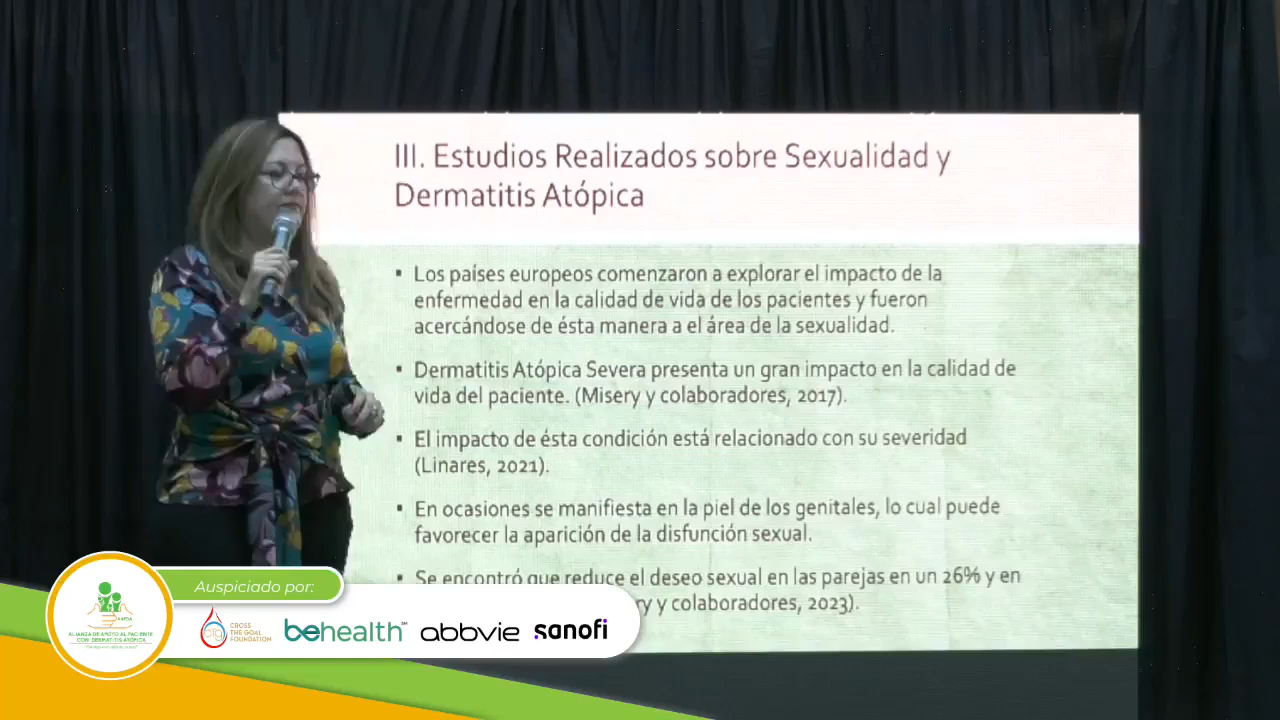 III. Estudios Realizados sobre Sexualidad y
Dermatitis Atópica
▪ Los países europeos comenzaron a explorar el impacto de la
enfermedad en la calidad de vida de los pacientes y fueron
acercándose de ésta manera a el área de la sexualidad.
▪ Dermatitis Atópica Severa presenta un gran impacto en la calidad de
vida del paciente. (Misery y colaboradores, 2017).
▪ El impacto de ésta condición está relacionado con su severidad
(Linares, 2021).
▪ En ocasiones se manifiesta en la piel de los genitales, lo cual puede
favorecer la aparición de la disfunción sexual.
▪ Se encontró que reduce el deseo sexual en las parejas en un 26% y en
y colaboradores, 2023).
Auspiciado por:
ALIANZA DE APOYO AL PACIENTE
CON DERMATITIS ATÓPICA
CROSS
THE GOAL
FOUNDATION
behealth
abbvie
sanofi